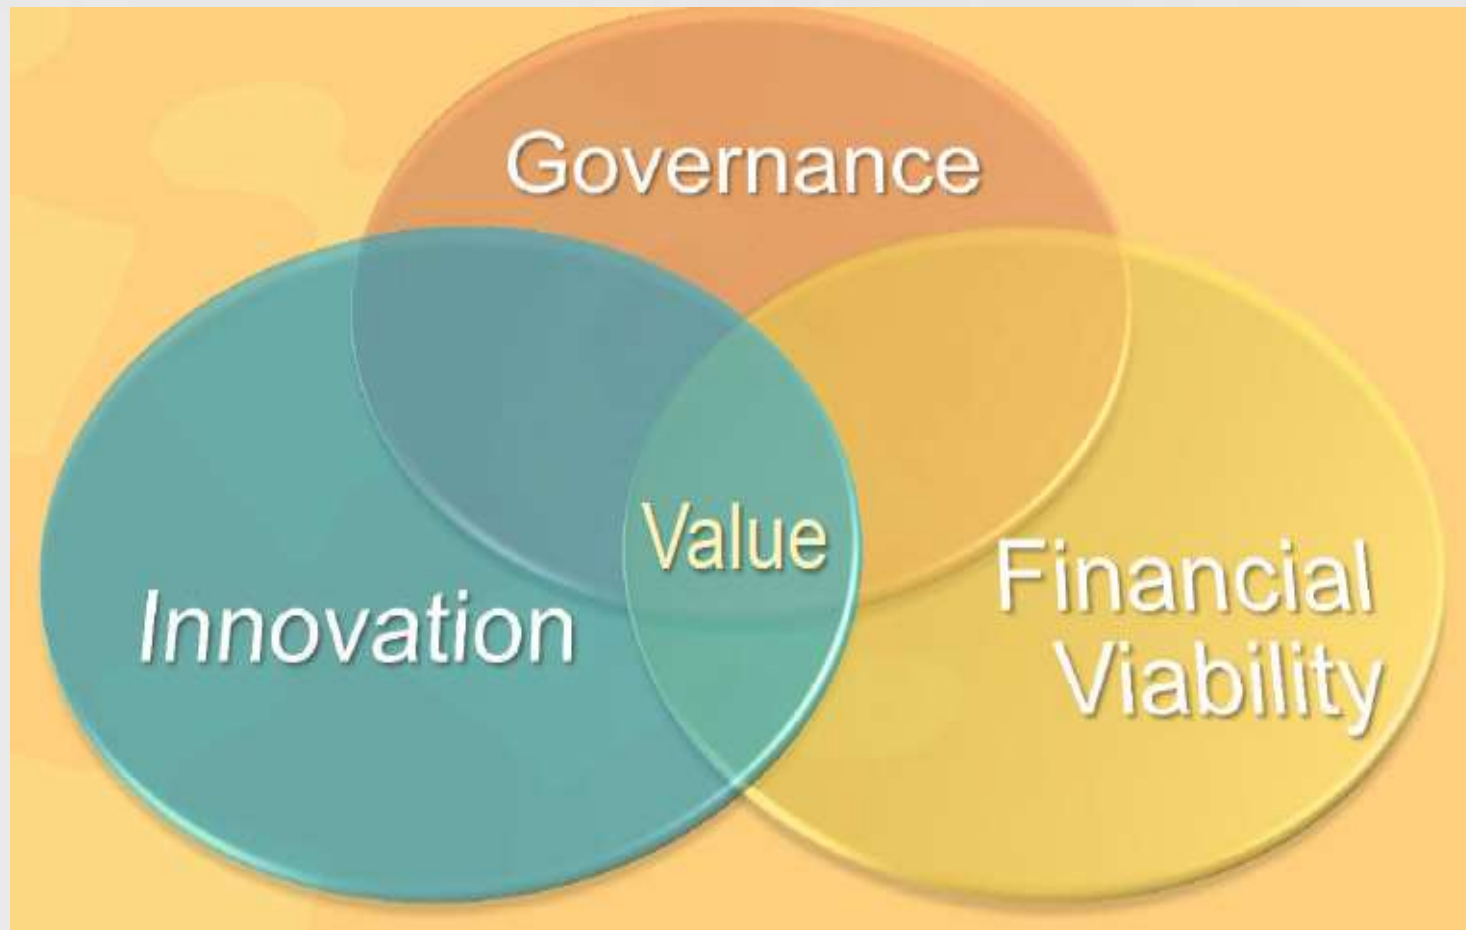 Governance
Value
Innovation
Financial
Viability